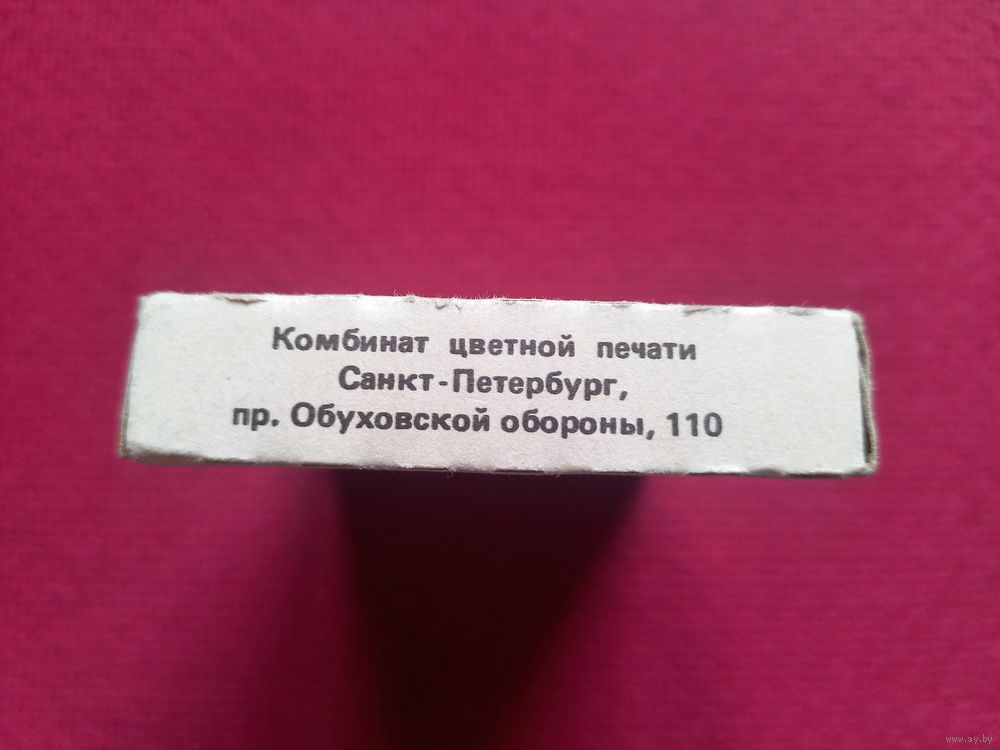 Комбинат цветной печати
Санкт-Петербург,
пр. Обуховской обороны, 110
www.ay.by